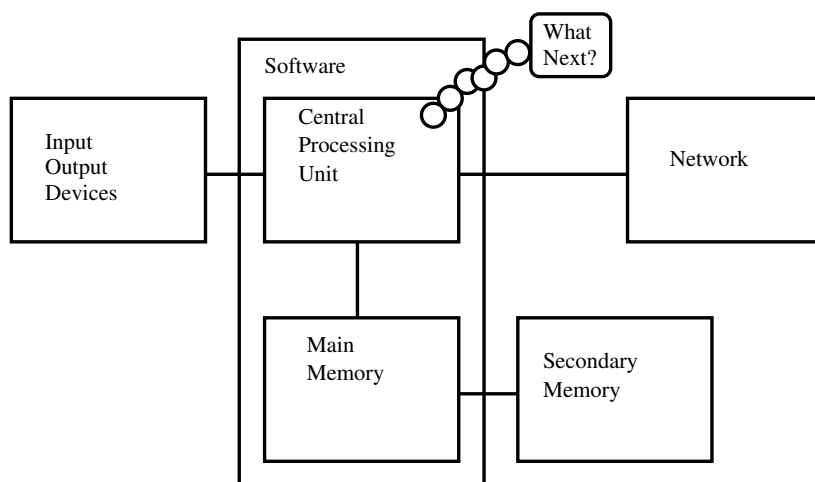 What
Next?
Software
Input
Output
Devices
Central
Processing
Unit
Network
Main
Memory
Secondary
Memory